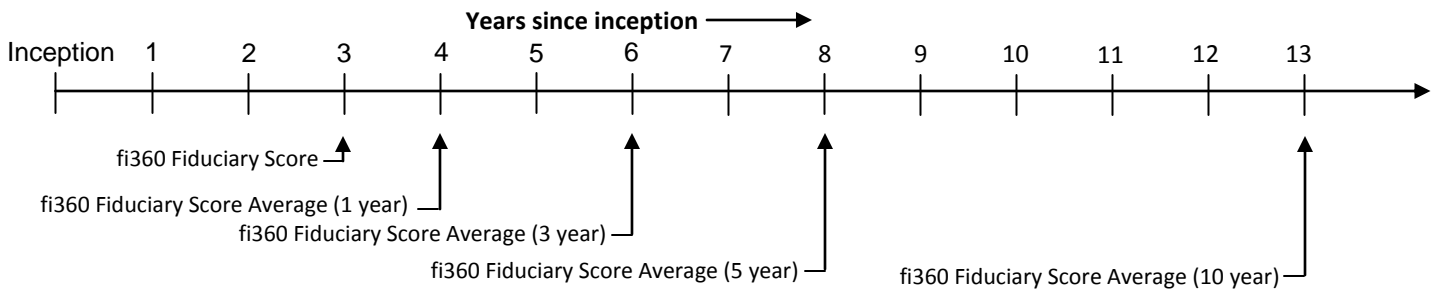 Years since inception
Inception 1 2 3 4 5 6 7 8 9 10 11 12 13
fi360 Fiduciary Score
fi360 Fiduciary Score Average (1 year)
fi360 Fiduciary Score Average (3 year)
fi360 Fiduciary Score Average (5 year)
fi360 Fiduciary Score Average (10 year)